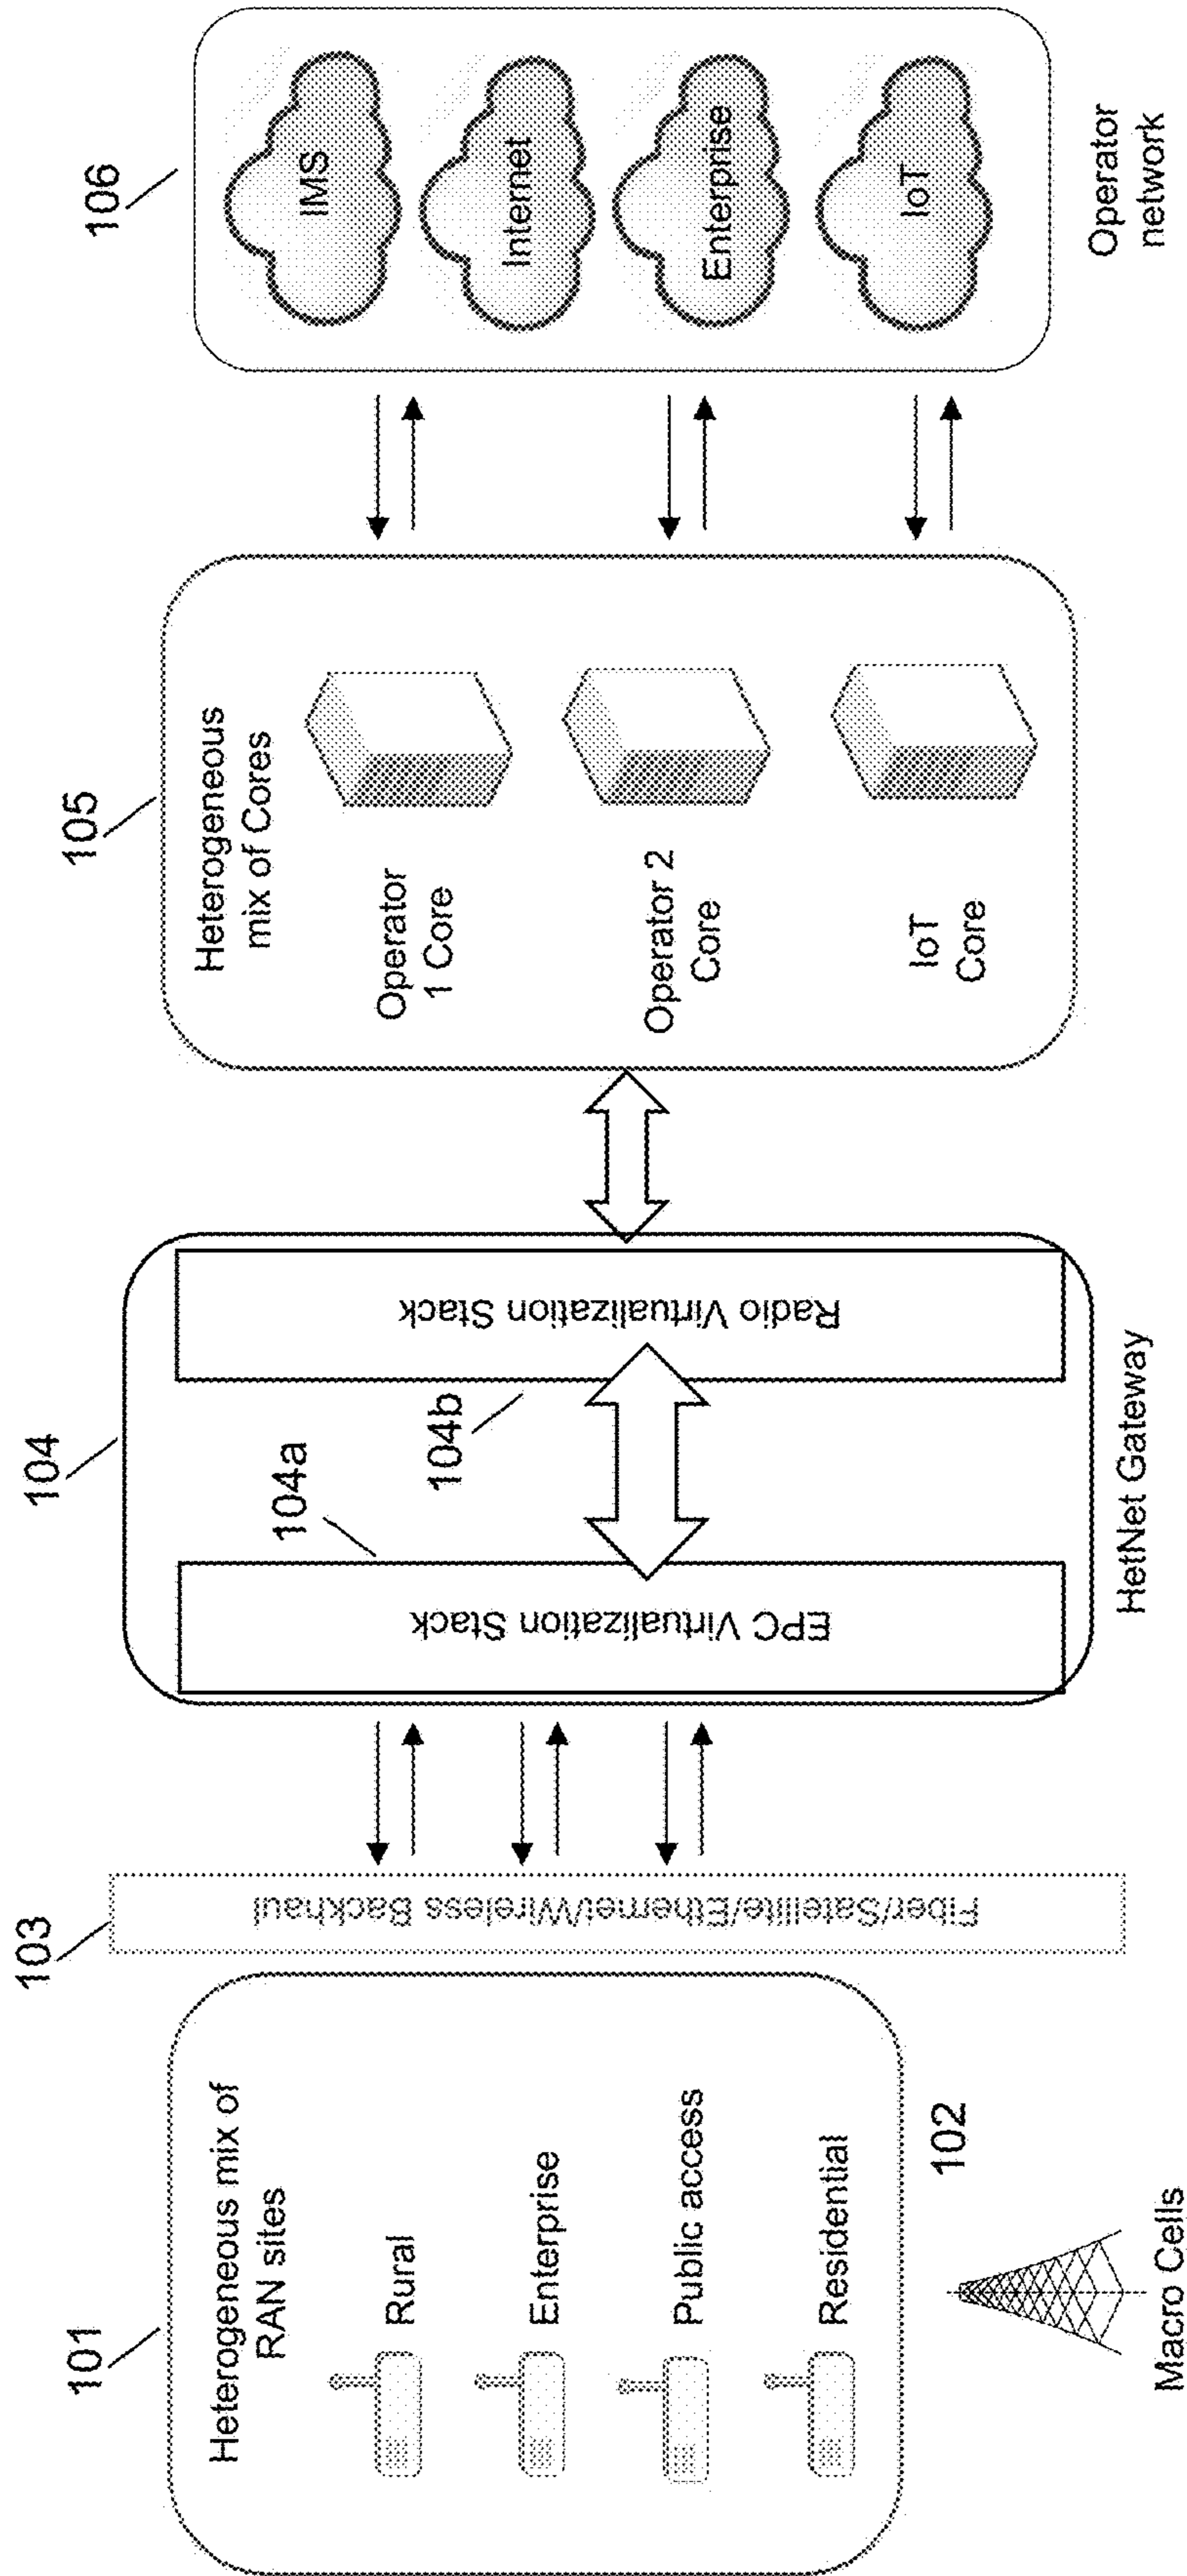 101
Heterogeneous mix of
RAN sites
Rural
Enterprise
Public access
Residential
102
Macro Cells
103
Fiber/Satellite/Ethernet/Wireless Backhaul
104
104a
EPC Virtualization Stack
104b
Radio Virtualization Stack
HetNet Gateway
105
Heterogeneous
mix of Cores
Operator
1 Core
Operator 2
Core
IoT
Core
106
IMS
Internet
Enterprise
IoT
Operator
network